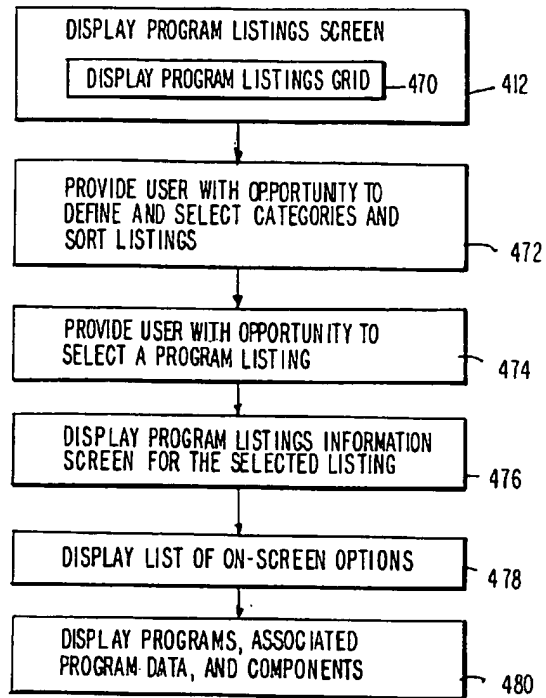 DISPLAY PROGRAM LISTINGS SCREEN
DISPLAY PROGRAM LISTINGS GRID
470
412
PROVIDE USER WITH OPPORTUNITY TO
DEFINE AND SELECT CATEGORIES AND
SORT LISTINGS
472
PROVIDE USER WITH OPPORTUNITY TO
SELECT A PROGRAM LISTING
474
DISPLAY PROGRAM LISTINGS INFORMATION
SCREEN FOR THE SELECTED LISTING
476
DISPLAY LIST OF ON-SCREEN OPTIONS
478
DISPLAY PROGRAMS, ASSOCIATED
PROGRAM DATA, AND COMPONENTS
480